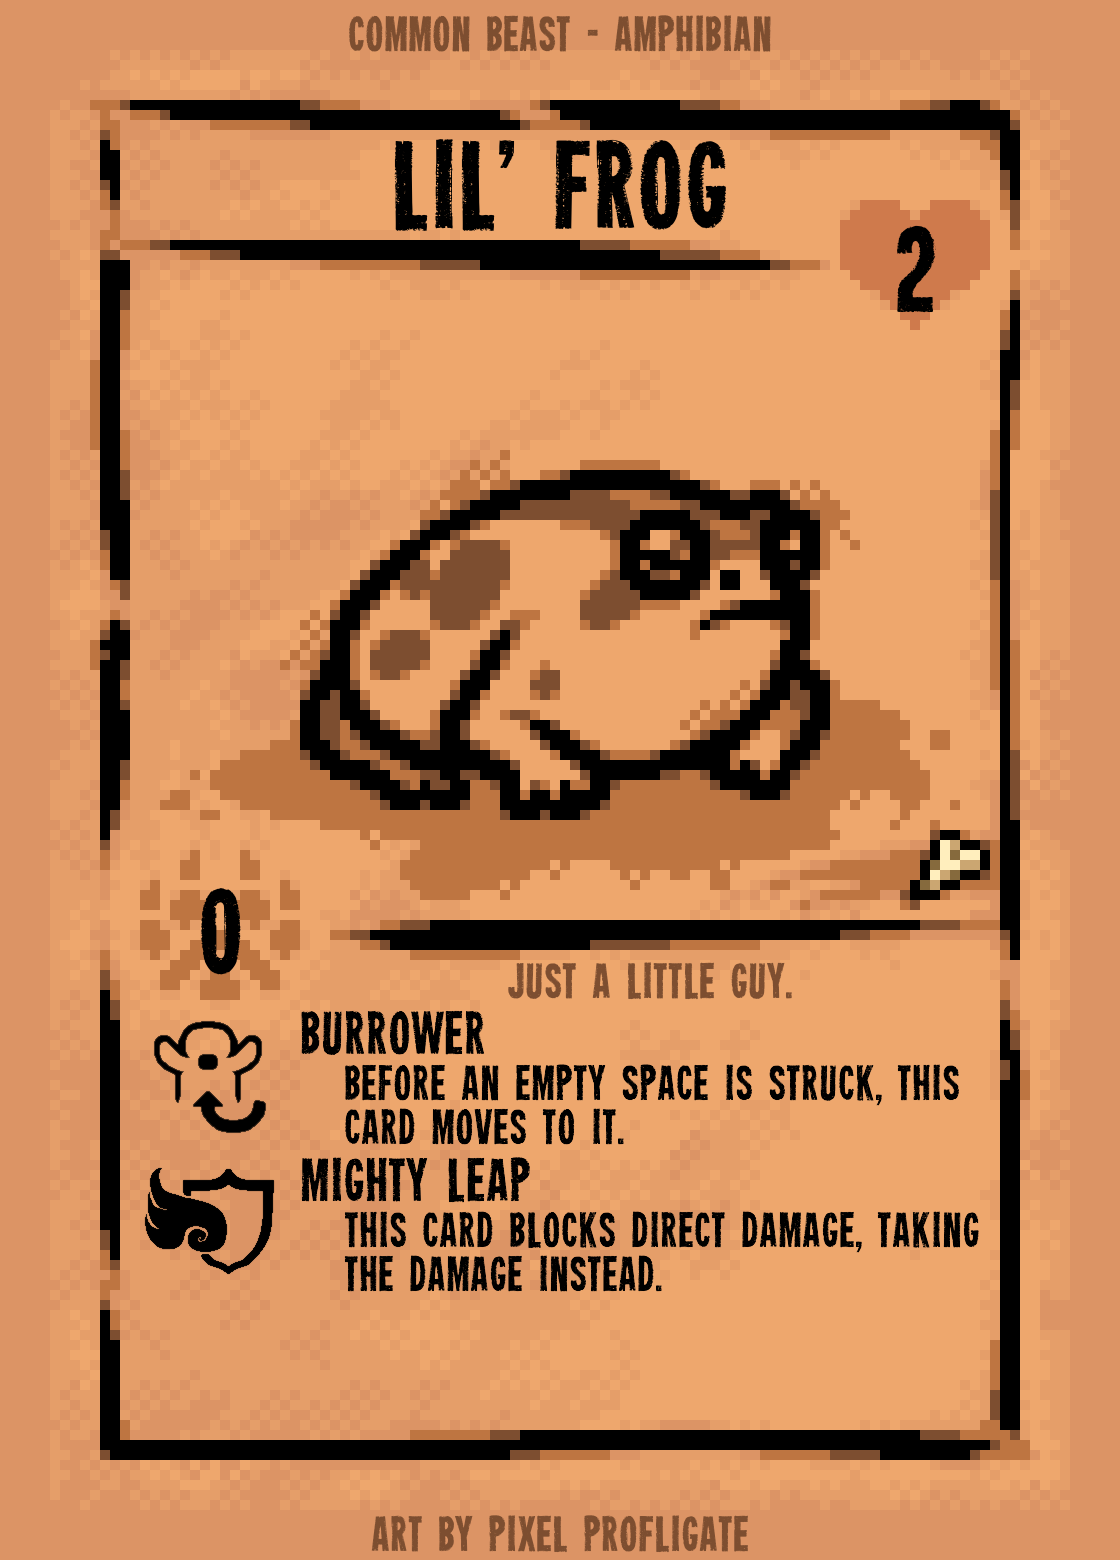 COMMON BEAST - AMPHIBIAN
LIL' FROG
2
0
JUST A LITTLE GUY.
BURROWER
BEFORE AN EMPTY SPACE IS STRUCK, THIS
CARD MOVES TO IT.
MIGHTY LEAP
THIS CARD BLOCKS DIRECT DAMAGE, TAKING
THE DAMAGE INSTEAD.
ART BY PIXEL PROFLIGATE